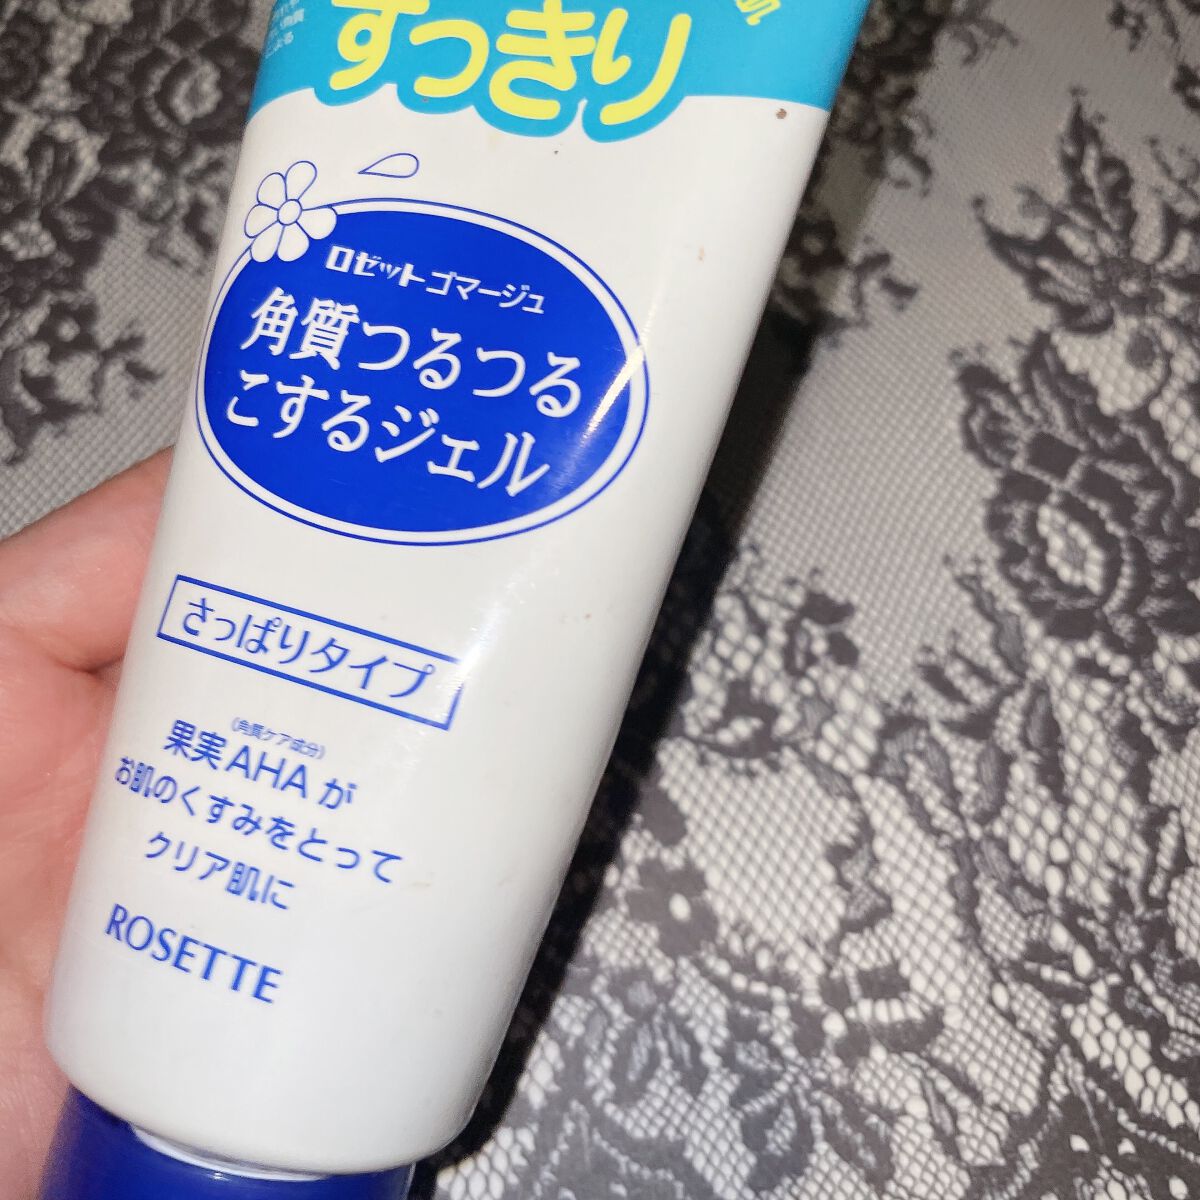 すっきり
ロゼットゴマージュ
角質つるつる
こするジェル
さっぱりタイプ
(角質ケア成分)
果実AHAが
お肌のくすみをとって
クリア肌に
ROSETTE